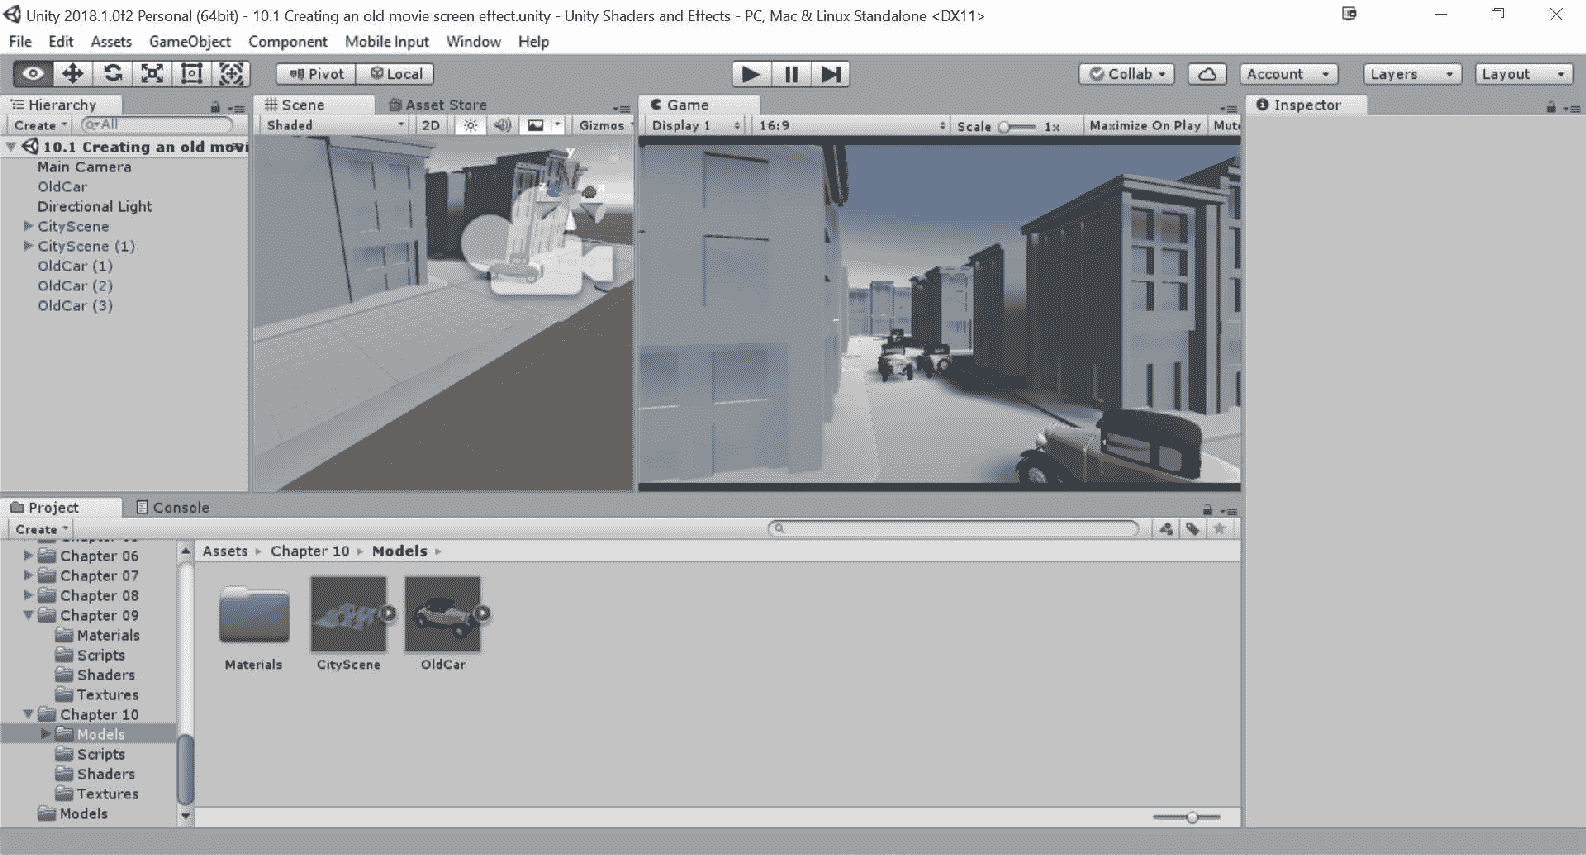 Unity 2018.1.0f2 Personal (64bit) - 10.1 Creating an old movie screen effect.unity - Unity Shaders and Effects - PC, Mac & Linux Standalone <DX11>
File Edit Assets GameObject Component Mobile Input Window Help
Pivot Local Collab Account Layers Layout
Hierarchy
Create All
10.1 Creating an old movi
Main Camera
OldCar
Directional Light
CityScene
CityScene (1)
OldCar (1)
OldCar (2)
OldCar (3)
Scene Asset Store
Shaded 2D Gizmos
y
z x
Game
Display 1 16:9 Scale 1x Maximize On Play Mute
Inspector
Project Console
Create
Chapter 06
Chapter 07
Chapter 08
Chapter 09
Materials
Scripts
Shaders
Textures
Chapter 10
Models
Scripts
Shaders
Textures
Models
Assets Chapter 10 Models
Materials CityScene OldCar